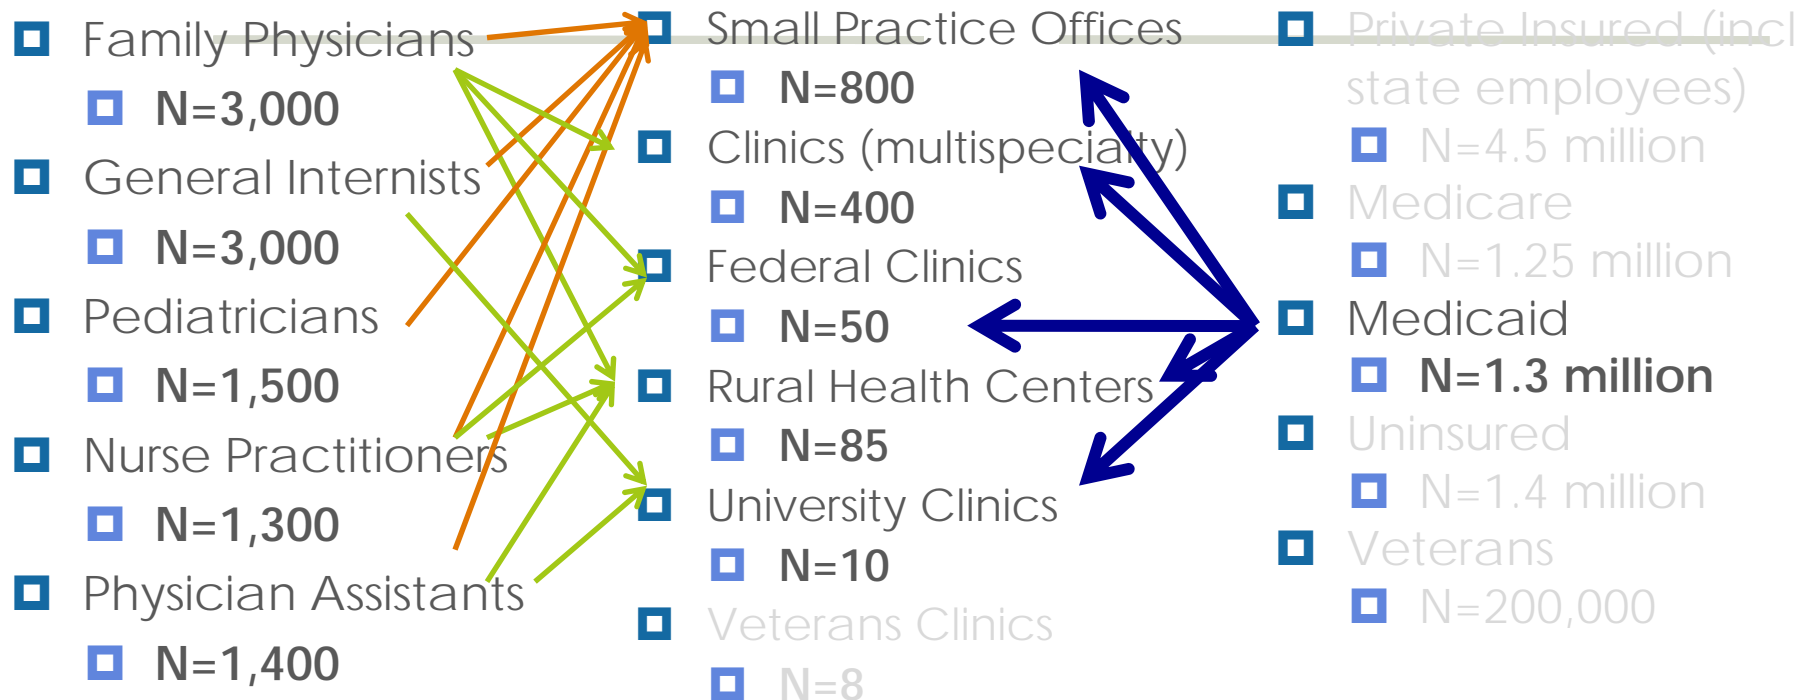 Family Physicians
N=3,000
General Internists
N=3,000
Pediatricians
N=1,500
Nurse Practitioners
N=1,300
Physician Assistants
N=1,400
Small Practice Offices
N=800
Clinics (multispecialty)
N=400
Federal Clinics
N=50
Rural Health Centers
N=85
University Clinics
N=10
Veterans Clinics
N=8
Private Insured (incl
state employees)
N=4.5 million
Medicare
N=1.25 million
Medicaid
N=1.3 million
Uninsured
N=1.4 million
Veterans
N=200,000